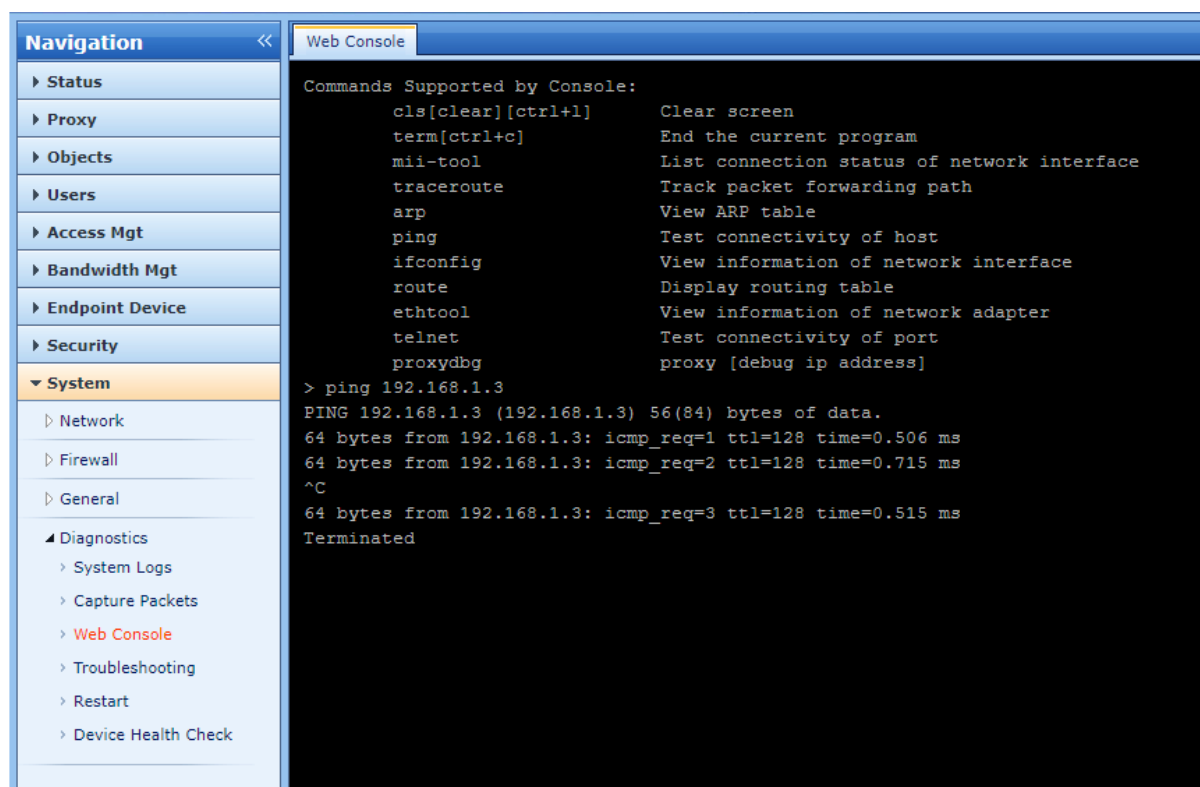 Navigation «
Status
Proxy
Objects
Users
Access Mgt
Bandwidth Mgt
Endpoint Device
Security
System
Network
Firewall
General
Diagnostics
System Logs
Capture Packets
Web Console
Troubleshooting
Restart
Device Health Check
Web Console
Commands Supported by Console:
cls[clear][ctrl+l] Clear screen
term[ctrl+c] End the current program
mii-tool List connection status of network interface
traceroute Track packet forwarding path
arp View ARP table
ping Test connectivity of host
ifconfig View information of network interface
route Display routing table
ethtool View information of network adapter
telnet Test connectivity of port
proxydbg proxy [debug ip address]
> ping 192.168.1.3
PING 192.168.1.3 (192.168.1.3) 56(84) bytes of data.
64 bytes from 192.168.1.3: icmp_req=1 ttl=128 time=0.506 ms
64 bytes from 192.168.1.3: icmp_req=2 ttl=128 time=0.715 ms
^C
64 bytes from 192.168.1.3: icmp_req=3 ttl=128 time=0.515 ms
Terminated